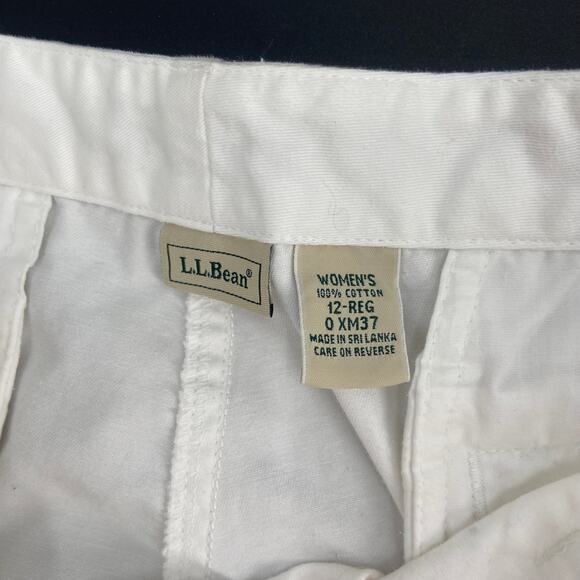 L.L.Bean®
WOMEN'S
100% COTTON
12-REG
0 XM37
MADE IN SRI LANKA
CARE ON REVERSE